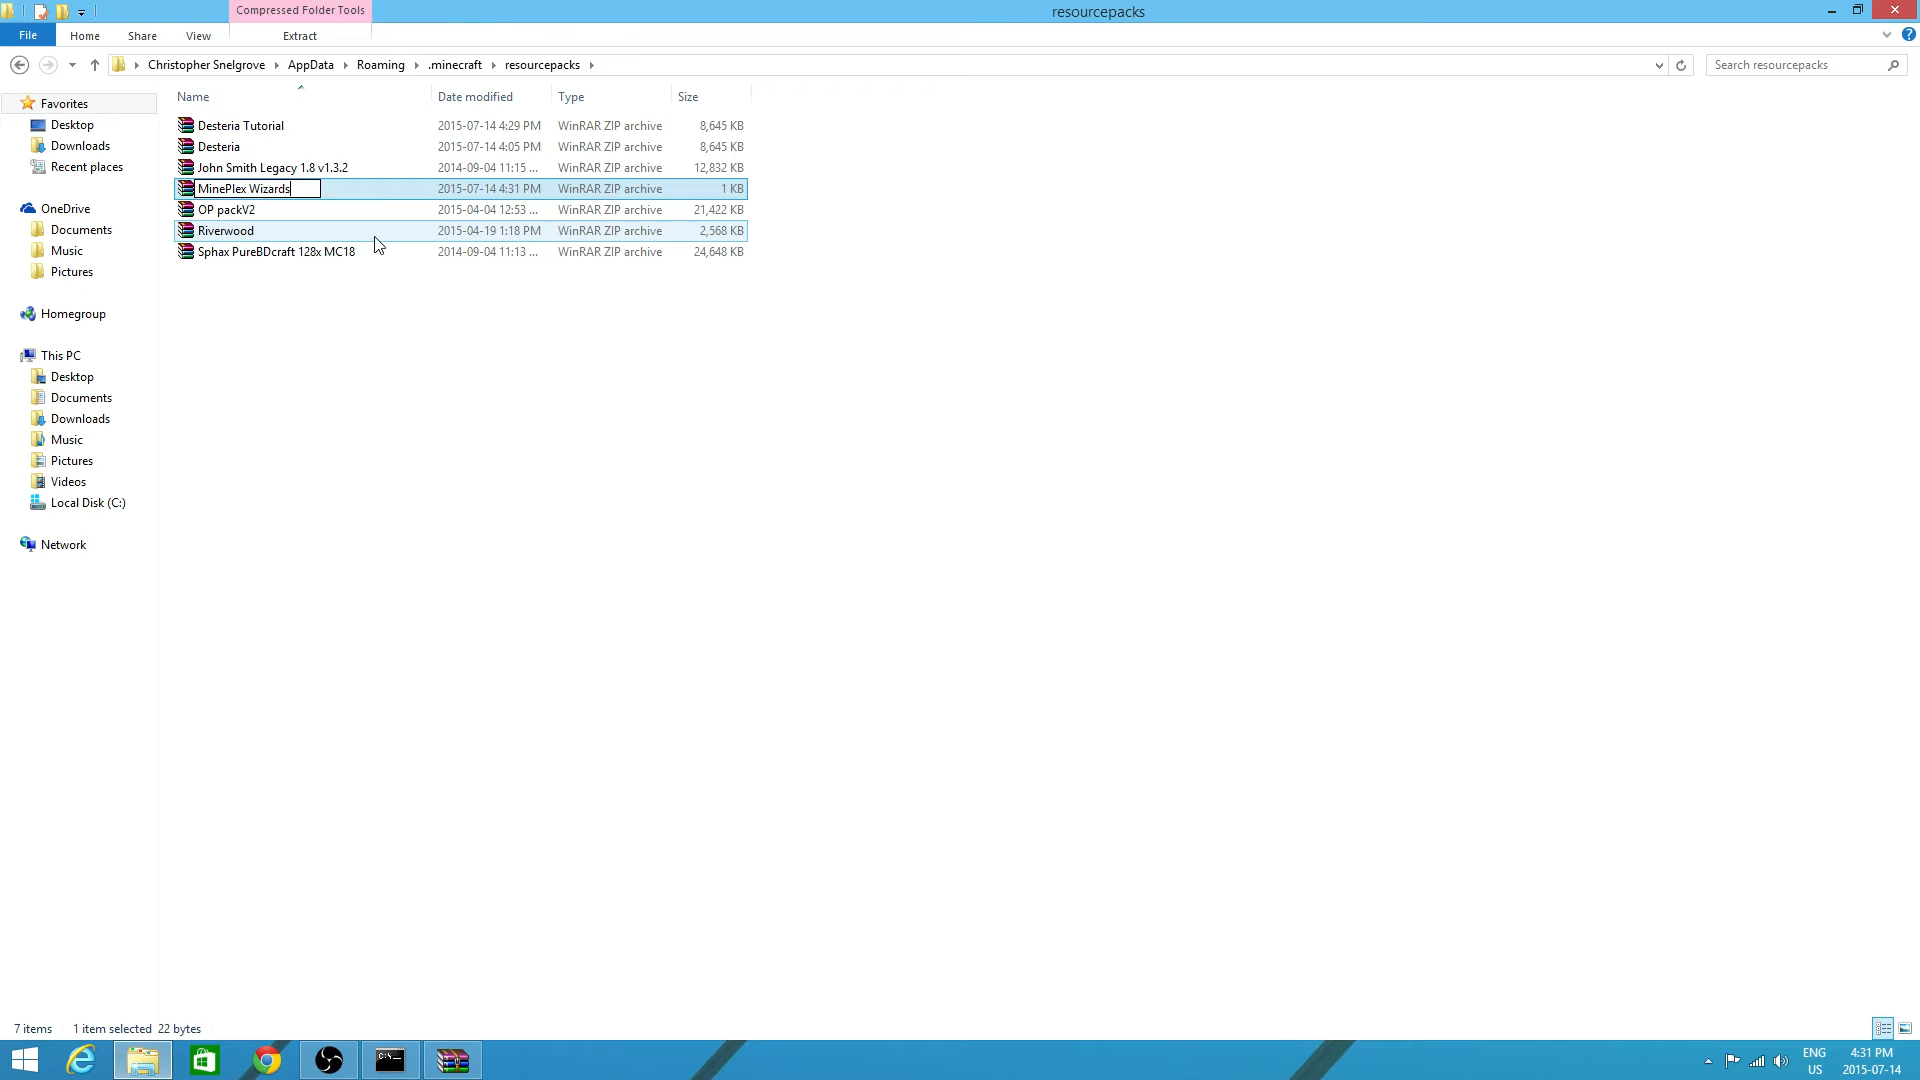 Compressed Folder Tools
resourcepacks
File Home Share View Extract
Christopher Snelgrove AppData Roaming .minecraft resourcepacks
Search resourcepacks
Name Date modified Type Size
Desteria Tutorial 2015-07-14 4:29 PM WinRAR ZIP archive 8,645 KB
Desteria 2015-07-14 4:05 PM WinRAR ZIP archive 8,645 KB
John Smith Legacy 1.8 v1.3.2 2014-09-04 11:15 ... WinRAR ZIP archive 12,832 KB
MinePlex Wizards 2015-07-14 4:31 PM WinRAR ZIP archive 1 KB
OP packV2 2015-04-04 12:53 ... WinRAR ZIP archive 21,422 KB
Riverwood 2015-04-19 1:18 PM WinRAR ZIP archive 2,568 KB
Sphax PureBDcraft 128x MC18 2014-09-04 11:13 ... WinRAR ZIP archive 24,648 KB
Favorites
Desktop
Downloads
Recent places
OneDrive
Documents
Music
Pictures
Homegroup
This PC
Desktop
Documents
Downloads
Music
Pictures
Videos
Local Disk (C:)
Network
7 items 1 item selected 22 bytes
C:\_
ENG 4:31 PM
US 2015-07-14